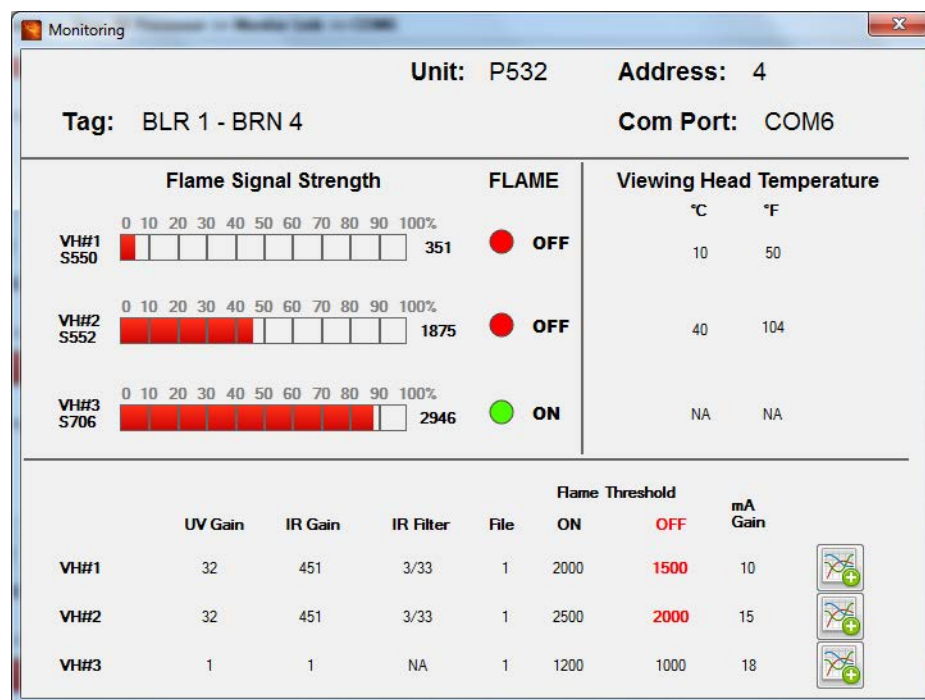 Monitoring
Unit: P532 Address: 4
Tag: BLR 1 - BRN 4 Com Port: COM6
Flame Signal Strength FLAME Viewing Head Temperature
°C °F
0 10 20 30 40 50 60 70 80 90 100%
VH#1
S550 351 OFF 10 50
0 10 20 30 40 50 60 70 80 90 100%
VH#2
S552 1875 OFF 40 104
0 10 20 30 40 50 60 70 80 90 100%
VH#3
S706 2946 ON NA NA
Flame Threshold
UV Gain IR Gain IR Filter File ON OFF mA Gain
VH#1 32 451 3/33 1 2000 1500 10
VH#2 32 451 3/33 1 2500 2000 15
VH#3 1 1 NA 1 1200 1000 18